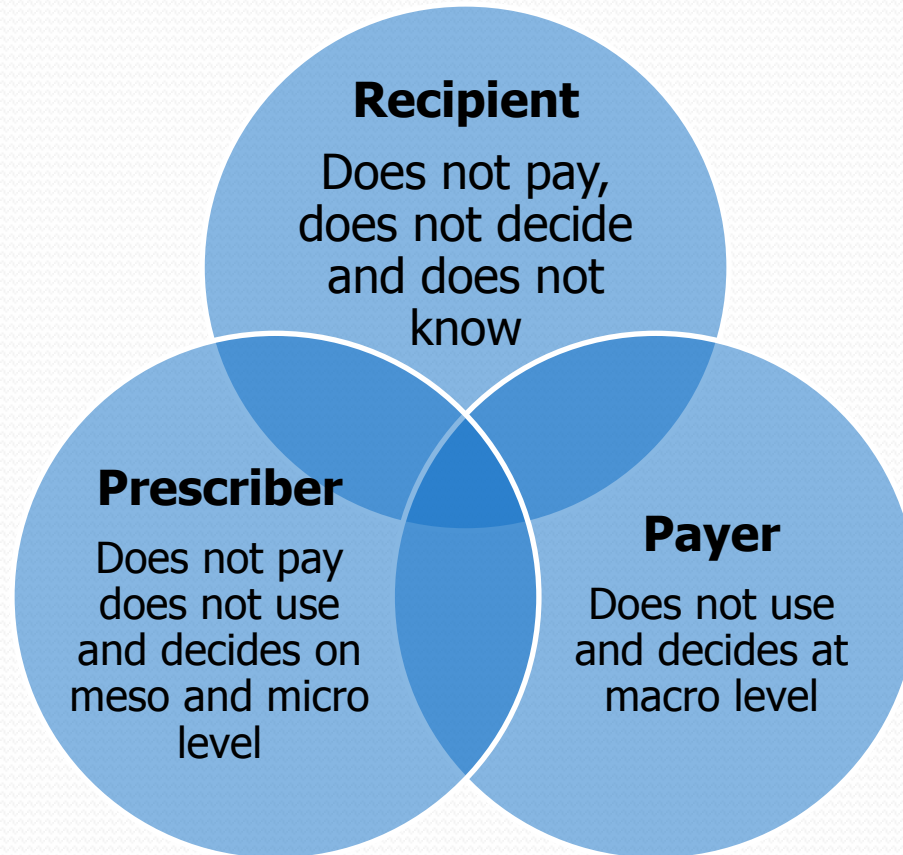 Recipient
Does not pay,
does not decide
and does not
know
Prescriber
Does not pay
does not use
and decides on
meso and micro
level
Payer
Does not use
and decides at
macro level